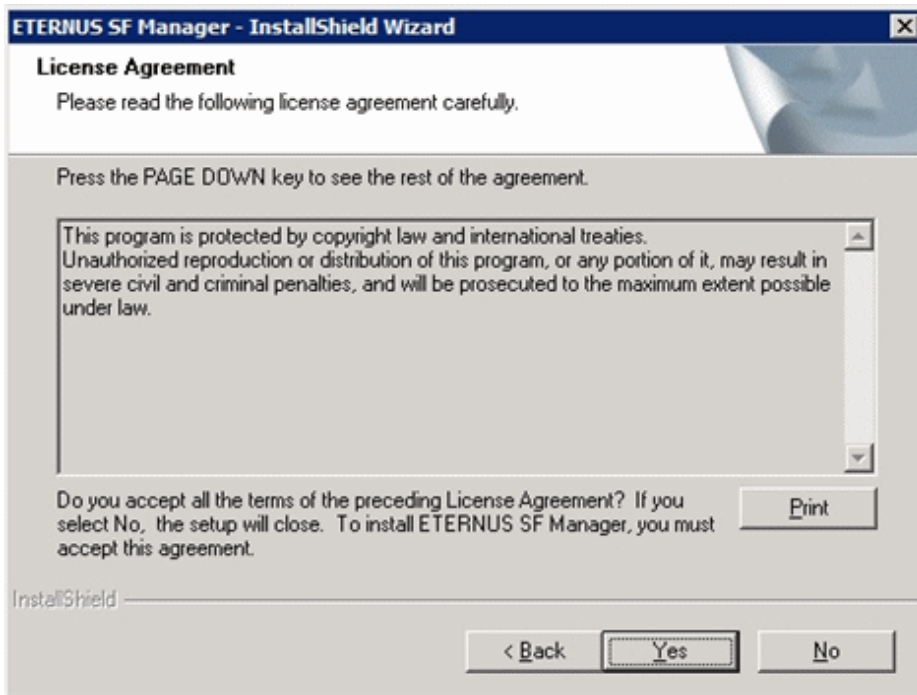 ETERNUS SF Manager - InstallShield Wizard
License Agreement
Please read the following license agreement carefully.
Press the PAGE DOWN key to see the rest of the agreement.
This program is protected by copyright law and international treaties.
Unauthorized reproduction or distribution of this program, or any portion of it, may result in
severe civil and criminal penalties, and will be prosecuted to the maximum extent possible
under law.
Do you accept all the terms of the preceding License Agreement? If you
select No, the setup will close. To install ETERNUS SF Manager, you must
accept this agreement.
Print
InstallShield
< Back
Yes
No